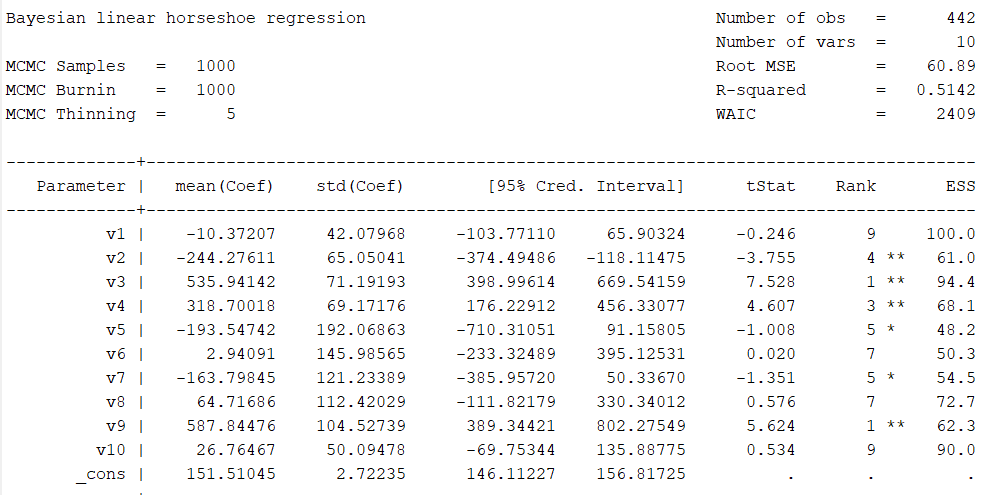 Bayesian linear horseshoe regression Number of obs = 442
Number of vars = 10
MCMC Samples = 1000 Root MSE = 60.89
MCMC Burnin = 1000 R-squared = 0.5142
MCMC Thinning = 5 WAIC = 2409
-------------+------------------------------------------------------------------------------------
Parameter | mean(Coef) std(Coef) [95% Cred. Interval] tStat Rank ESS
-------------+------------------------------------------------------------------------------------
v1 | -10.37207 42.07968 -103.77110 65.90324 -0.246 9 100.0
v2 | -244.27611 65.05041 -374.49486 -118.11475 -3.755 4 ** 61.0
v3 | 535.94142 71.19193 398.99614 669.54159 7.528 1 ** 94.4
v4 | 318.70018 69.17176 176.22912 456.33077 4.607 3 ** 68.1
v5 | -193.54742 192.06863 -710.31051 91.15805 -1.008 5 * 48.2
v6 | 2.94091 145.98565 -233.32489 395.12531 0.020 7 50.3
v7 | -163.79845 121.23389 -385.95720 50.33670 -1.351 5 * 54.5
v8 | 64.71686 112.42029 -111.82179 330.34012 0.576 7 72.7
v9 | 587.84476 104.52739 389.34421 802.27549 5.624 1 ** 62.3
v10 | 26.76467 50.09478 -69.75344 135.88775 0.534 9 90.0
_cons | 151.51045 2.72235 146.11227 156.81725 . . .